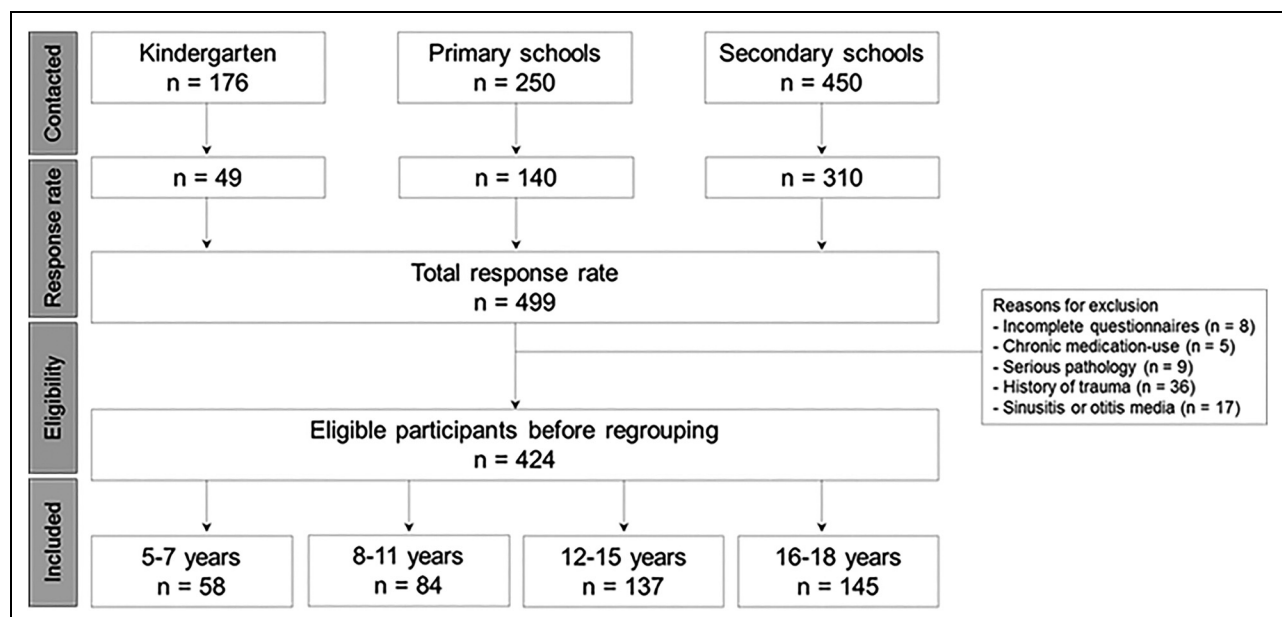 Contacted
Kindergarten
n = 176
Primary schools
n = 250
Secondary schools
n = 450
Response rate
n = 49
n = 140
n = 310
Total response rate
n = 499
Reasons for exclusion
- Incomplete questionnaires (n = 8)
- Chronic medication-use (n = 5)
- Serious pathology (n = 9)
- History of trauma (n = 36)
- Sinusitis or otitis media (n = 17)
Eligibility
Eligible participants before regrouping
n = 424
Included
5-7 years
n = 58
8-11 years
n = 84
12-15 years
n = 137
16-18 years
n = 145